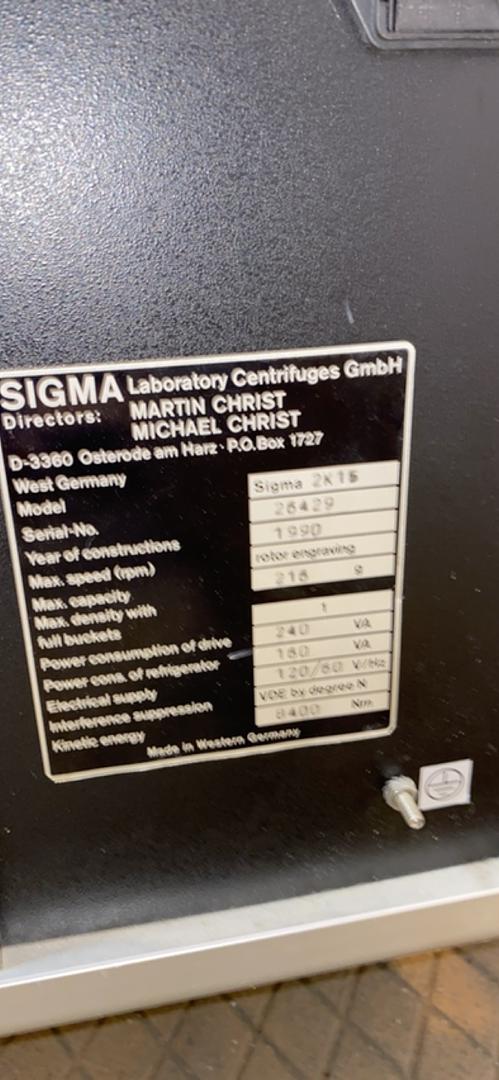 SIGMA Laboratory Centrifuges GmbH
Directors: MARTIN CHRIST
MICHAEL CHRIST
D-3360 Osterode am Harz · P.O.Box 1727
West Germany
Model Sigma 2K15
Serial-No. 26429
Year of constructions 1990
Max. speed (rpm) rotor engraving
Max. capacity 216 g
Max. density with
full buckets 1
Power consumption of drive 240 VA
Power cons. of refrigerator 160 VA
Electrical supply 120/60 V/Hz
Interference suppression VDE by degree N
Kinetic energy 8400 Nm
Made in Western Germany